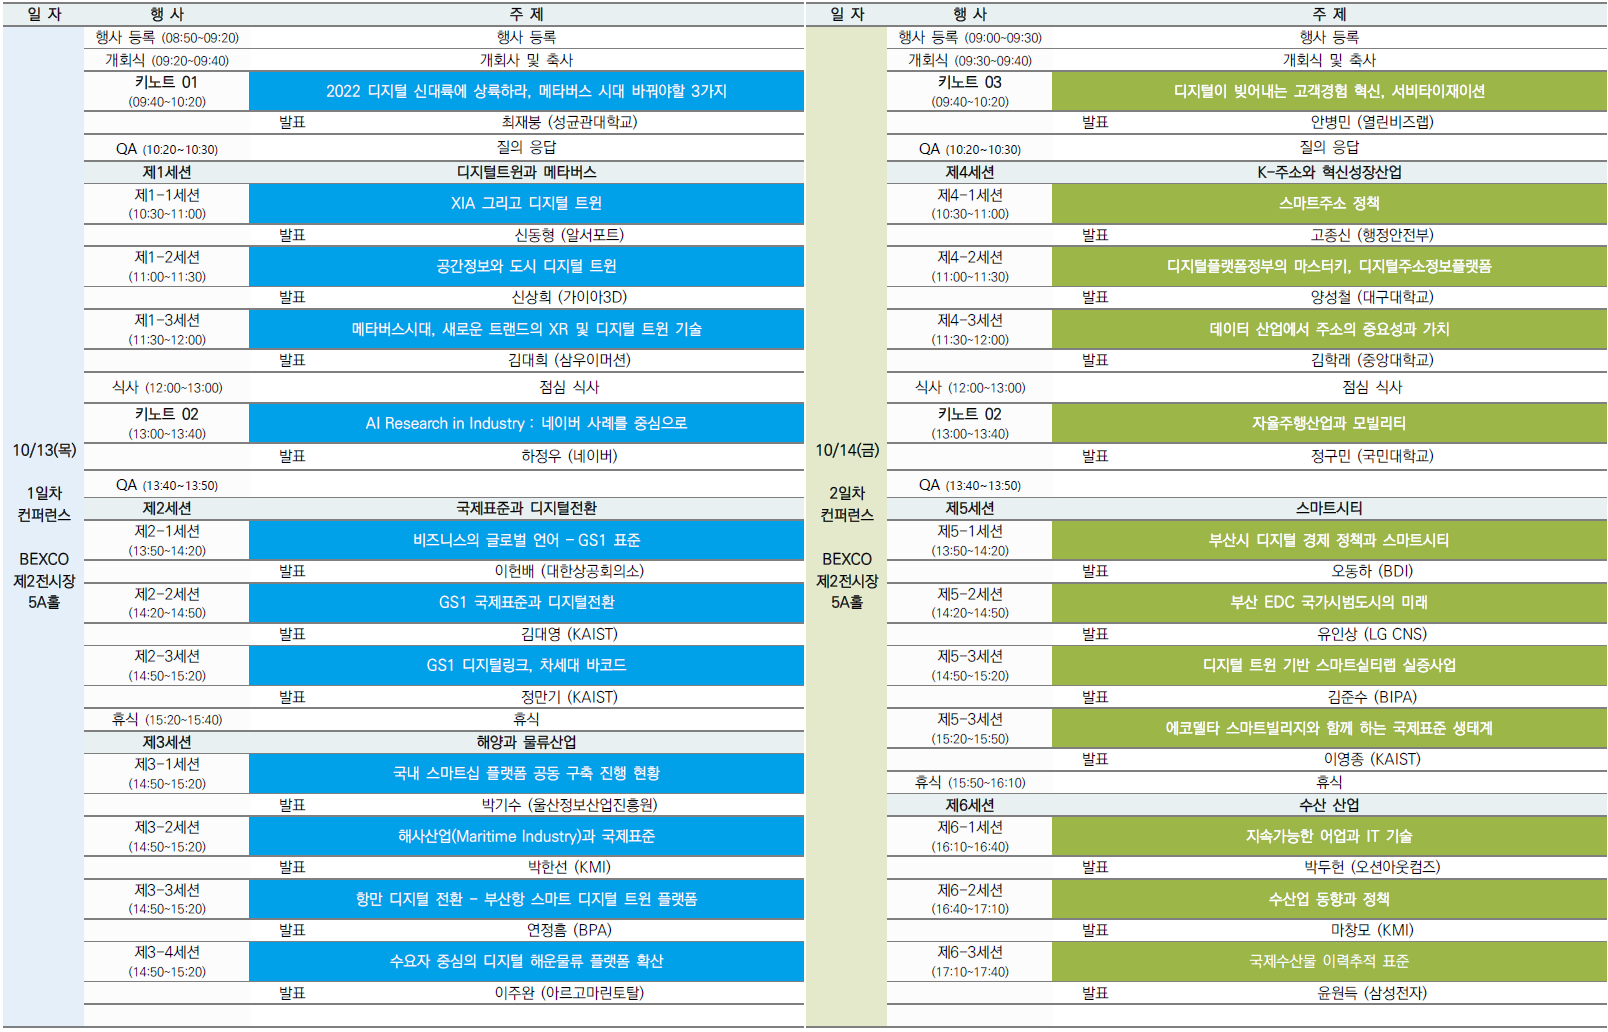 일 자 행 사 주 제
행사 등록 (08:50~09:20) 행사 등록
개회식 (09:20~09:40) 개회사 및 축사
키노트 01
(09:40~10:20)
2022 디지털 신대륙에 상륙하라, 메타버스 시대 바꿔야할 3가지
발표 최재붕 (성균관대학교)
QA (10:20~10:30) 질의 응답
제1세션 디지털트윈과 메타버스
제1-1세션
(10:30~11:00)
XIA 그리고 디지털 트윈
발표 신동형 (알서포트)
제1-2세션
(11:00~11:30)
공간정보와 도시 디지털 트윈
발표 신상희 (가이아3D)
제1-3세션
(11:30~12:00)
메타버스시대, 새로운 트랜드의 XR 및 디지털 트윈 기술
발표 김대희 (삼우이머션)
식사 (12:00~13:00) 점심 식사
키노트 02
(13:00~13:40)
AI Research in Industry : 네이버 사례를 중심으로
발표 하정우 (네이버)
QA (13:40~13:50)
제2세션 국제표준과 디지털전환
제2-1세션
(13:50~14:20)
비즈니스의 글로벌 언어 – GS1 표준
발표 이헌배 (대한상공회의소)
제2-2세션
(14:20~14:50)
GS1 국제표준과 디지털전환
발표 김대영 (KAIST)
제2-3세션
(14:50~15:20)
GS1 디지털링크, 차세대 바코드
발표 정만기 (KAIST)
휴식 (15:20~15:40) 휴식
제3세션 해양과 물류산업
제3-1세션
(14:50~15:20)
국내 스마트십 플랫폼 공동 구축 진행 현황
발표 박기수 (울산정보산업진흥원)
제3-2세션
(14:50~15:20)
해사산업(Maritime Industry)과 국제표준
발표 박한선 (KMI)
제3-3세션
(14:50~15:20)
항만 디지털 전환 - 부산항 스마트 디지털 트윈 플랫폼
발표 연정흠 (BPA)
제3-4세션
(14:50~15:20)
수요자 중심의 디지털 해운물류 플랫폼 확산
발표 이주완 (아르고마린토탈)
10/13(목)
1일차
컨퍼런스
BEXCO
제2전시장
5A홀
일 자 행 사 주 제
행사 등록 (09:00~09:30) 행사 등록
개회식 (09:30~09:40) 개회식 및 축사
키노트 03
(09:40~10:20)
디지털이 빚어내는 고객경험 혁신, 서비타이재이션
발표 안병민 (열린비즈랩)
QA (10:20~10:30) 질의 응답
제4세션 K-주소와 혁신성장산업
제4-1세션
(10:30~11:00)
스마트주소 정책
발표 고종신 (행정안전부)
제4-2세션
(11:00~11:30)
디지털플랫폼정부의 마스터키, 디지털주소정보플랫폼
발표 양성철 (대구대학교)
제4-3세션
(11:30~12:00)
데이터 산업에서 주소의 중요성과 가치
발표 김학래 (중앙대학교)
식사 (12:00~13:00) 점심 식사
키노트 02
(13:00~13:40)
자율주행산업과 모빌리티
발표 정구민 (국민대학교)
QA (13:40~13:50)
제5세션 스마트시티
제5-1세션
(13:50~14:20)
부산시 디지털 경제 정책과 스마트시티
발표 오동하 (BDI)
제5-2세션
(14:20~14:50)
부산 EDC 국가시범도시의 미래
발표 유인상 (LG CNS)
제5-3세션
(14:50~15:20)
디지털 트윈 기반 스마트실티랩 실증사업
발표 김준수 (BIPA)
제5-3세션
(15:20~15:50)
에코델타 스마트빌리지와 함께 하는 국제표준 생태계
발표 이영종 (KAIST)
휴식 (15:50~16:10) 휴식
제6세션 수산 산업
제6-1세션
(16:10~16:40)
지속가능한 어업과 IT 기술
발표 박두헌 (오션아웃컴즈)
제6-2세션
(16:40~17:10)
수산업 동향과 정책
발표 마창모 (KMI)
제6-3세션
(17:10~17:40)
국제수산물 이력추적 표준
발표 윤원득 (삼성전자)
10/14(금)
2일차
컨퍼런스
BEXCO
제2전시장
5A홀